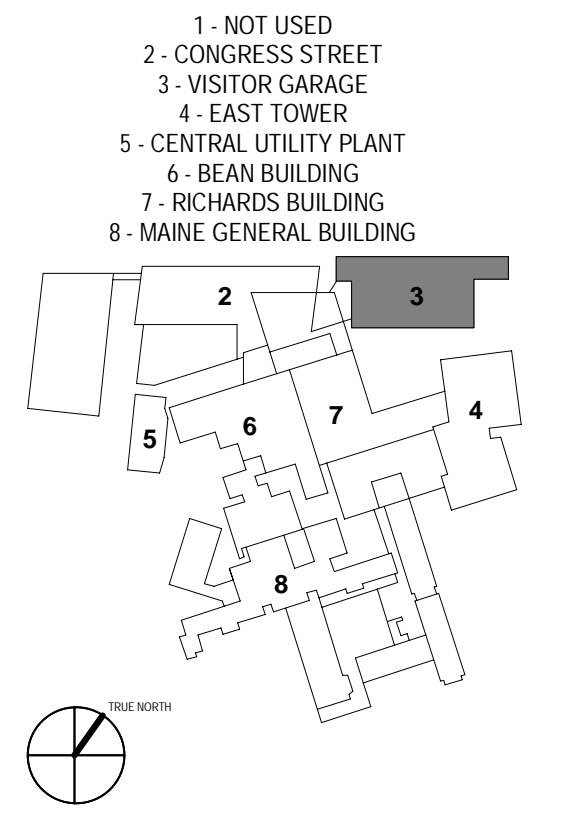 1 - NOT USED
2 - CONGRESS STREET
3 - VISITOR GARAGE
4 - EAST TOWER
5 - CENTRAL UTILITY PLANT
6 - BEAN BUILDING
7 - RICHARDS BUILDING
8 - MAINE GENERAL BUILDING
2
3
7
4
6
5
8
TRUE NORTH